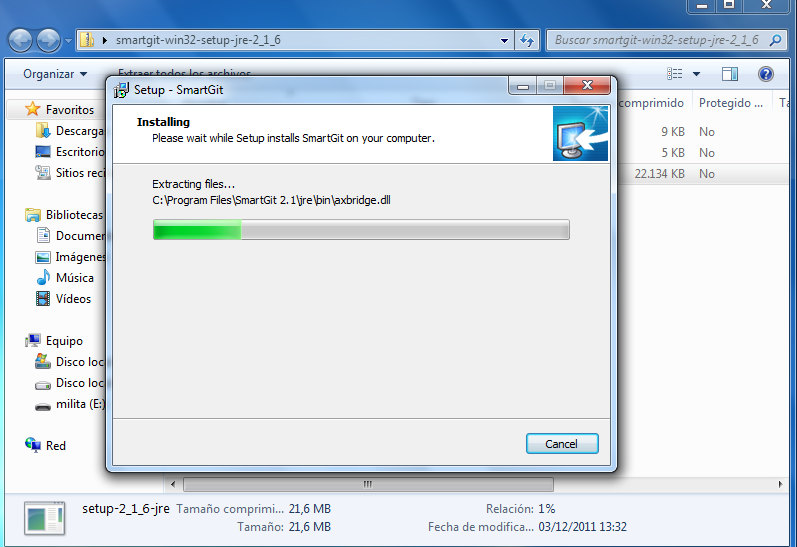 smartgit-win32-setup-jre-2_1_6
Buscar smartgit-win32-setup-jre-2_1_6
Organizar
Extraer todos los archivos
Setup - SmartGit
Installing
Please wait while Setup installs SmartGit on your computer.
Extracting files...
C:\Program Files\SmartGit 2.1\jre\bin\axbridge.dll
Cancel
Favoritos
Descarga
Escritorio
Sitios reci
Bibliotecas
Documen
Imágenes
Música
Vídeos
Equipo
Disco loc
Disco loc
milita (E:)
Red
comprimido Protegido ... Ta
9 KB No
5 KB No
22.134 KB No
setup-2_1_6-jre Tamaño comprimi... 21,6 MB Relación: 1%
Tamaño: 21,6 MB Fecha de modifica... 03/12/2011 13:32